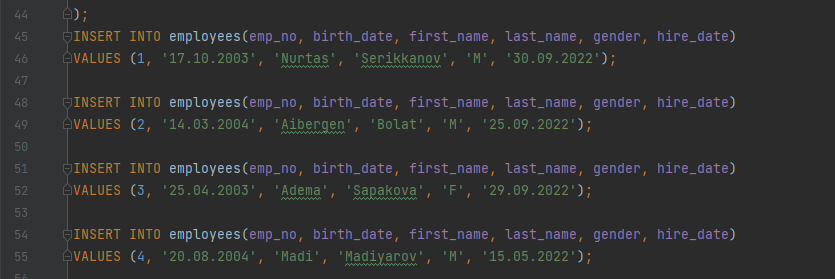 44 );
45 INSERT INTO employees(emp_no, birth_date, first_name, last_name, gender, hire_date)
46 VALUES (1, '17.10.2003', 'Nurtas', 'Serikkanov', 'M', '30.09.2022');
47
48 INSERT INTO employees(emp_no, birth_date, first_name, last_name, gender, hire_date)
49 VALUES (2, '14.03.2004', 'Aibergen', 'Bolat', 'M', '25.09.2022');
50
51 INSERT INTO employees(emp_no, birth_date, first_name, last_name, gender, hire_date)
52 VALUES (3, '25.04.2003', 'Adema', 'Sapakova', 'F', '29.09.2022');
53
54 INSERT INTO employees(emp_no, birth_date, first_name, last_name, gender, hire_date)
55 VALUES (4, '20.08.2004', 'Madi', 'Madiyarov', 'M', '15.05.2022');